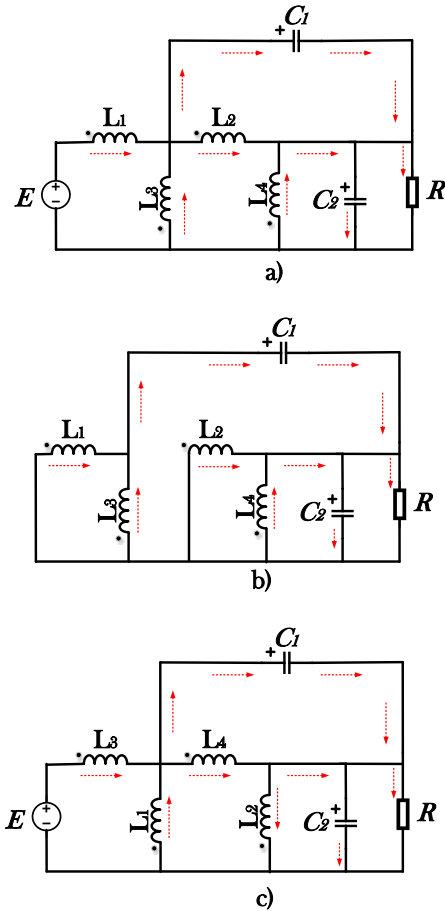 C1
L1 L2
E L3 L4 C2 R
a)
C1
L1 L2
L3 L4 C2 R
b)
C1
L3 L4
E L1 L2 C2 R
c)